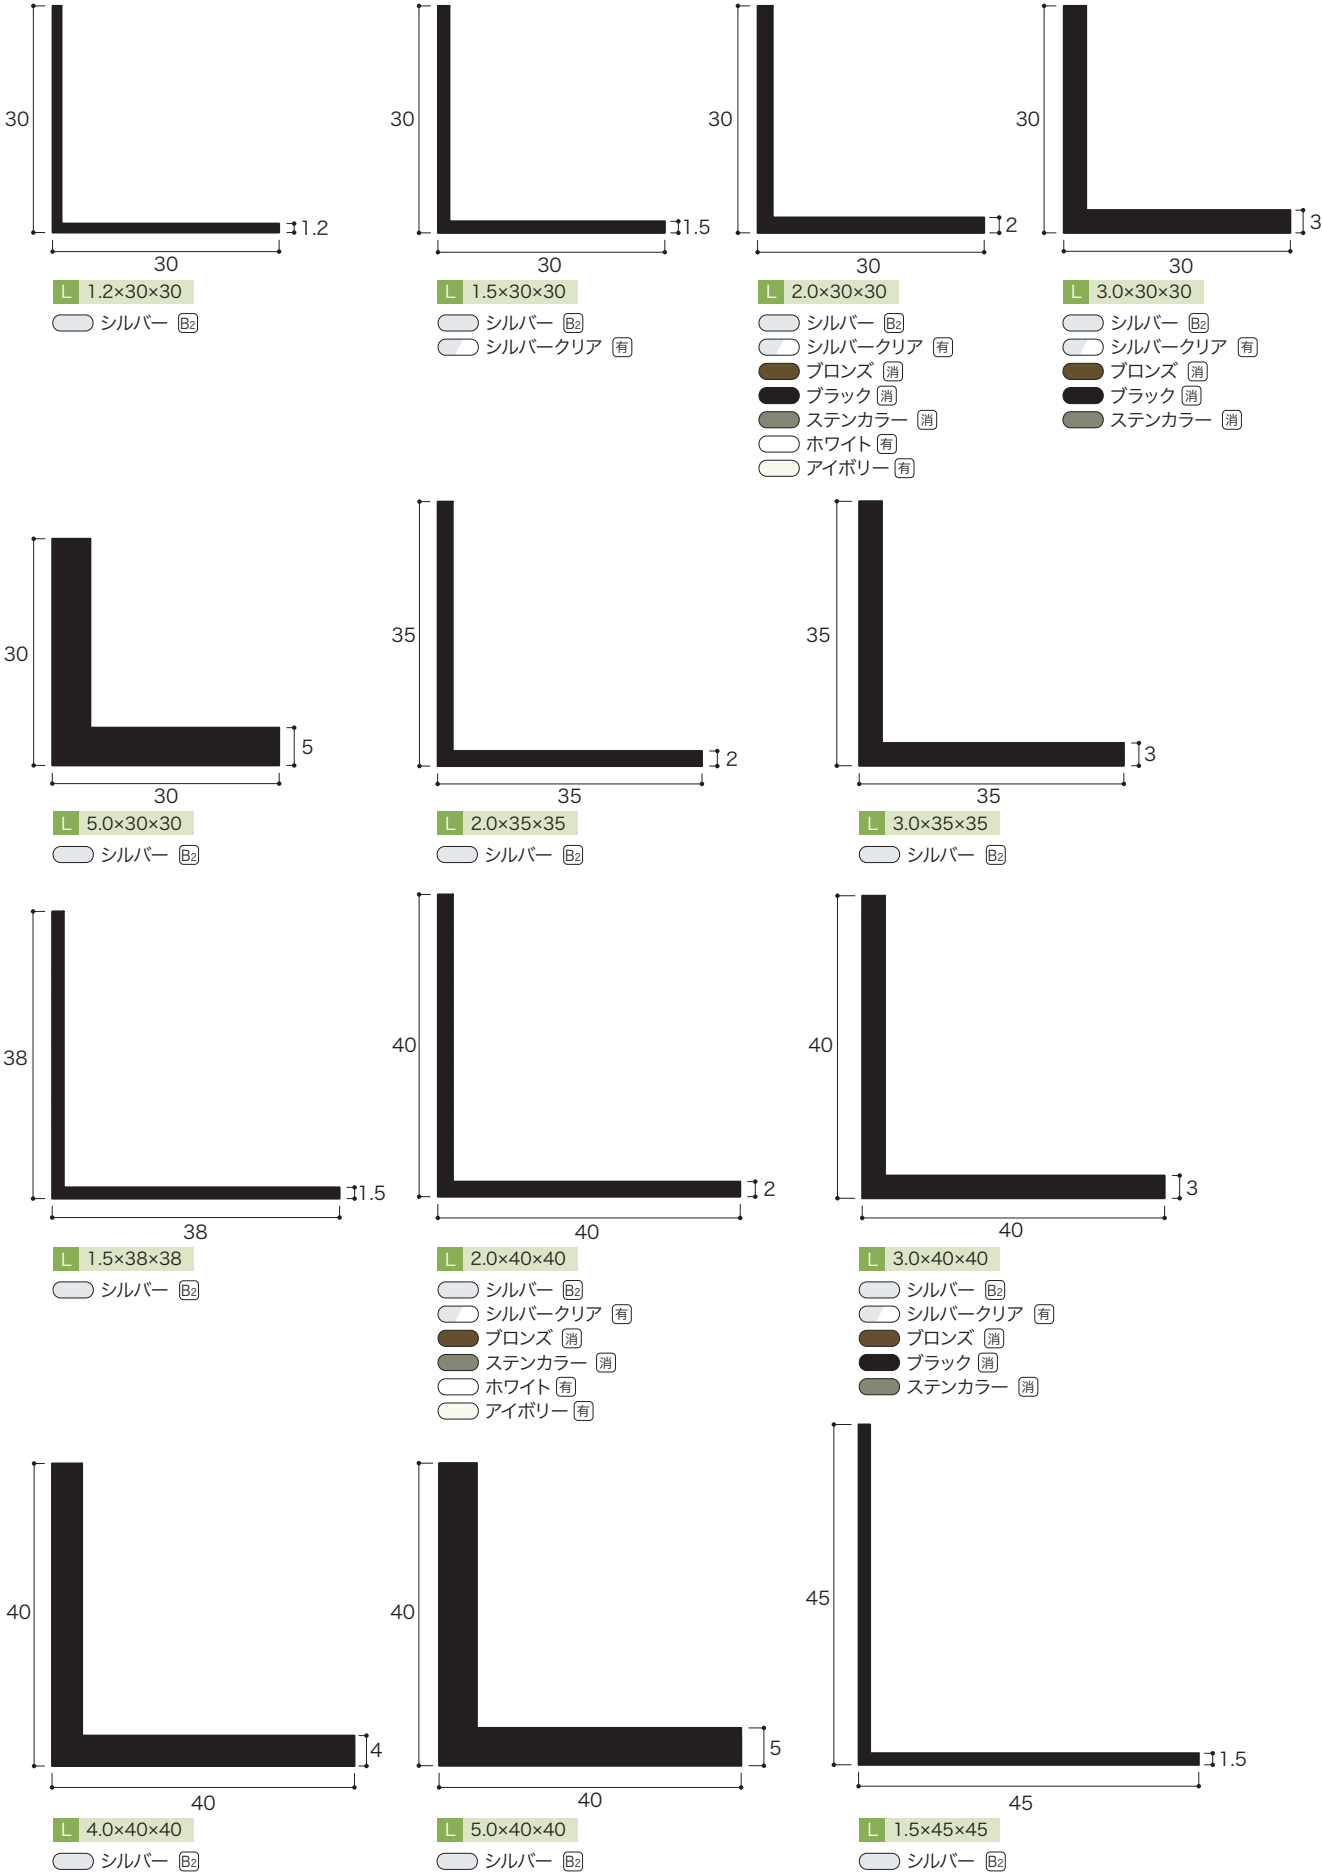 30
1.2
30
L 1.2×30×30
シルバー B2
30
1.5
30
L 1.5×30×30
シルバー B2
シルバークリア 有
30
2
30
L 2.0×30×30
シルバー B2
シルバークリア 有
ブロンズ 消
ブラック 消
ステンカラー 消
ホワイト 有
アイボリー 有
30
3
30
L 3.0×30×30
シルバー B2
シルバークリア 有
ブロンズ 消
ブラック 消
ステンカラー 消
30
5
30
L 5.0×30×30
シルバー B2
35
2
35
L 2.0×35×35
シルバー B2
35
3
35
L 3.0×35×35
シルバー B2
38
1.5
38
L 1.5×38×38
シルバー B2
40
2
40
L 2.0×40×40
シルバー B2
シルバークリア 有
ブロンズ 消
ステンカラー 消
ホワイト 有
アイボリー 有
40
3
40
L 3.0×40×40
シルバー B2
シルバークリア 有
ブロンズ 消
ブラック 消
ステンカラー 消
40
4
40
L 4.0×40×40
シルバー B2
40
5
40
L 5.0×40×40
シルバー B2
45
1.5
45
L 1.5×45×45
シルバー B2